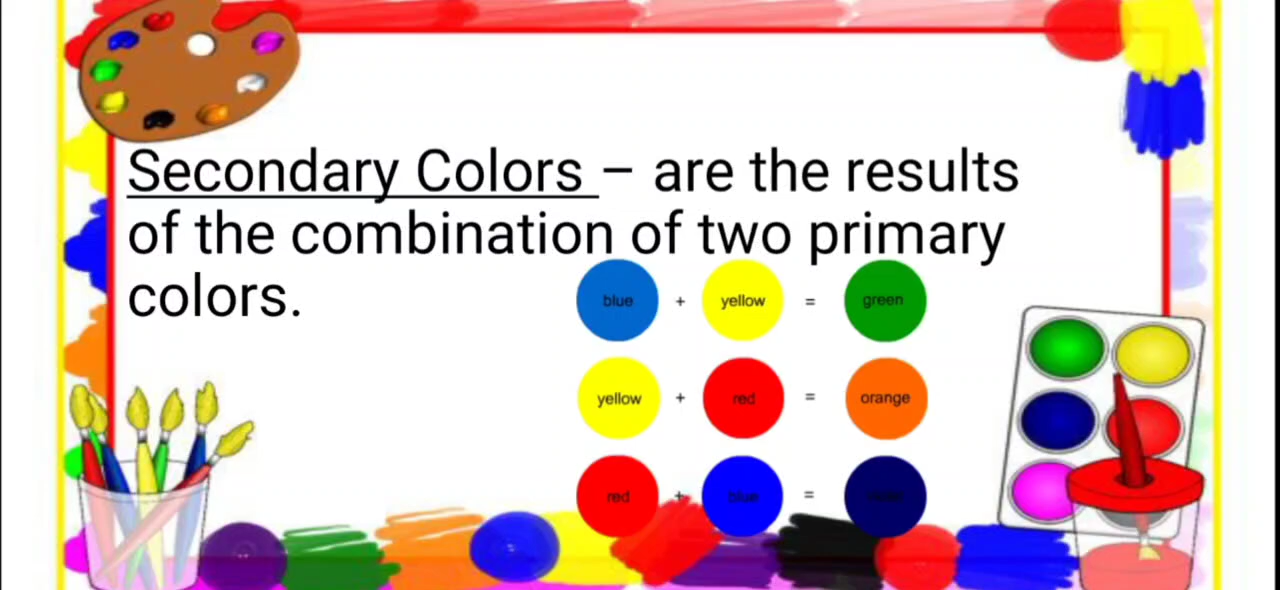 Secondary Colors – are the results
of the combination of two primary
colors.
blue + yellow = green
yellow + red = orange
red + blue =